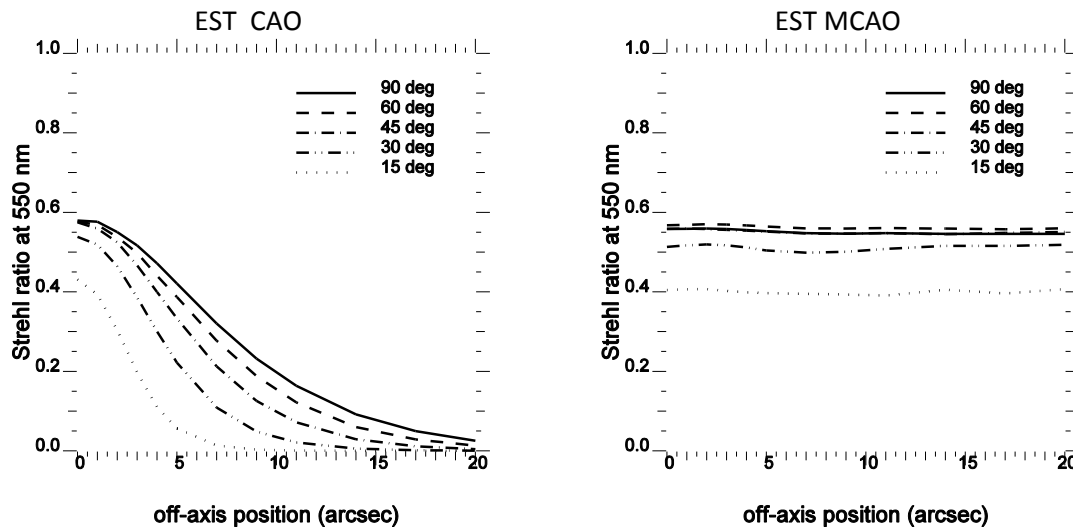 EST CAO
1.0
0.8
0.6
0.4
0.2
0.0
Strehl ratio at 550 nm
90 deg
60 deg
45 deg
30 deg
15 deg
0
5
10
15
20
off-axis position (arcsec)
EST MCAO
1.0
0.8
0.6
0.4
0.2
0.0
Strehl ratio at 550 nm
90 deg
60 deg
45 deg
30 deg
15 deg
0
5
10
15
20
off-axis position (arcsec)